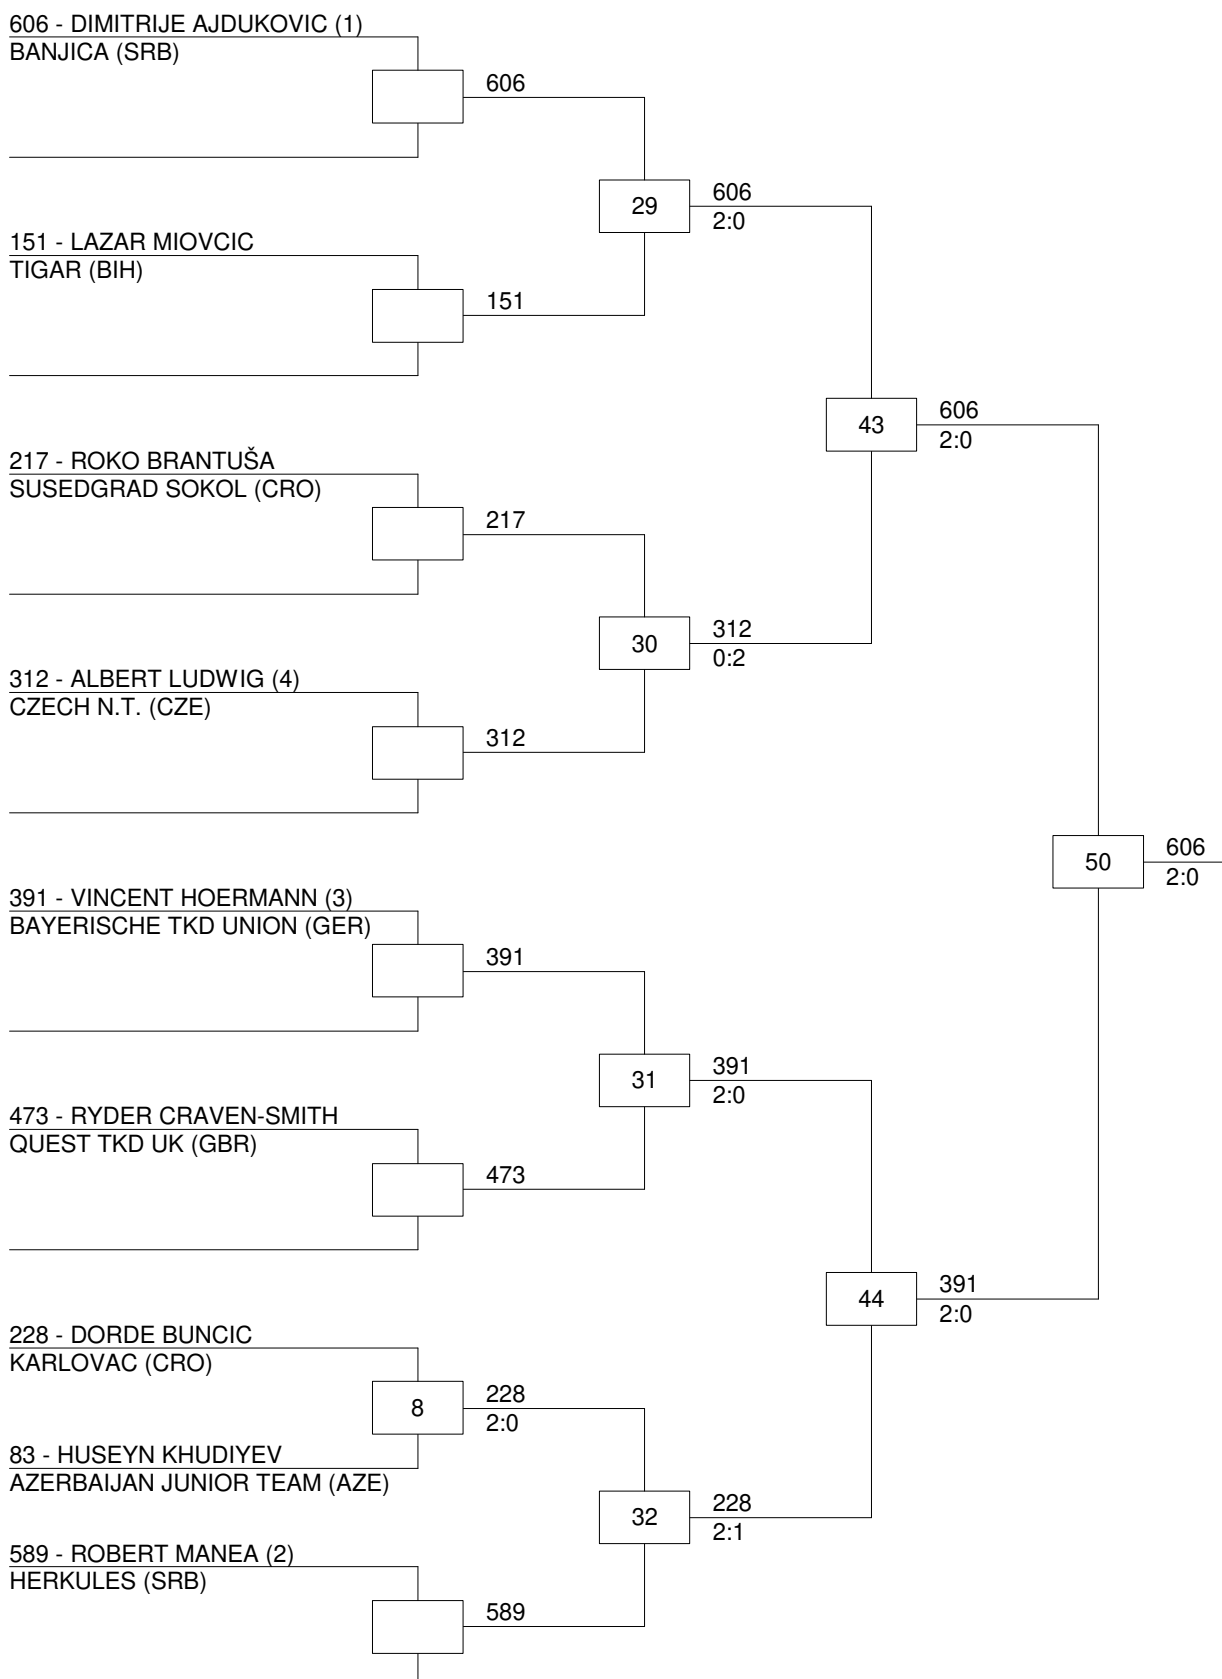 606 - DIMITRIJE AJDUKOVIC (1)
BANJICA (SRB)
606
29
606
2:0
151 - LAZAR MIOVCIC
TIGAR (BIH)
151
43
606
2:0
217 - ROKO BRANTUŠA
SUSEDGRAD SOKOL (CRO)
217
30
312
0:2
312 - ALBERT LUDWIG (4)
CZECH N.T. (CZE)
312
50
606
2:0
391 - VINCENT HOERMANN (3)
BAYERISCHE TKD UNION (GER)
391
31
391
2:0
473 - RYDER CRAVEN-SMITH
QUEST TKD UK (GBR)
473
44
391
2:0
228 - DORDE BUNCIC
KARLOVAC (CRO)
8
228
2:0
83 - HUSEYN KHUDIYEV
AZERBAIJAN JUNIOR TEAM (AZE)
32
228
2:1
589 - ROBERT MANEA (2)
HERKULES (SRB)
589